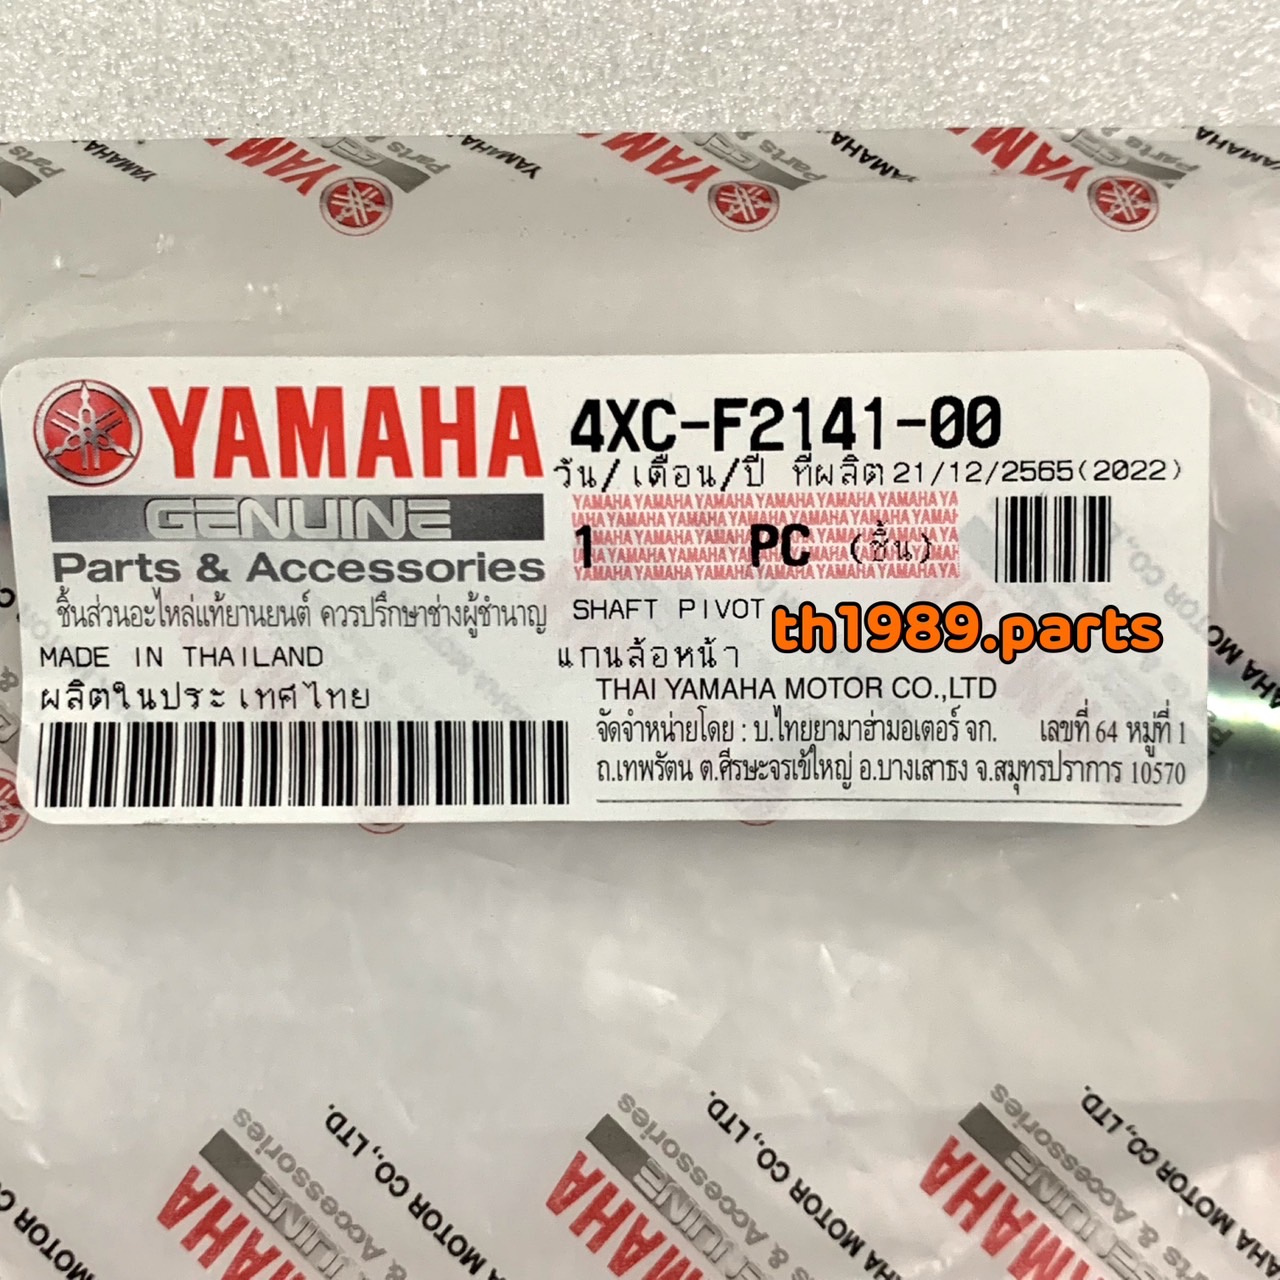 YAMAHA
4XC-F2141-00
วัน/เดือน/ปี ที่ผลิต 21/12/2565(2022)
GENUINE
1 PC (ชิ้น)
Parts & Accessories
ชิ้นส่วนอะไหล่แท้ยานยนต์ ควรปรึกษาช่างผู้ชำนาญ
SHAFT PIVOT
th1989.parts
MADE IN THAILAND
แกนล้อหน้า
ผลิตในประเทศไทย
THAI YAMAHA MOTOR CO.,LTD
จัดจำหน่ายโดย : บ.ไทยยามาฮ่ามอเตอร์ จก. เลขที่ 64 หมู่ที่ 1
ถ.เทพรัตน ต.ศีรษะจรเข้ใหญ่ อ.บางเสาธง จ.สมุทรปราการ 10570